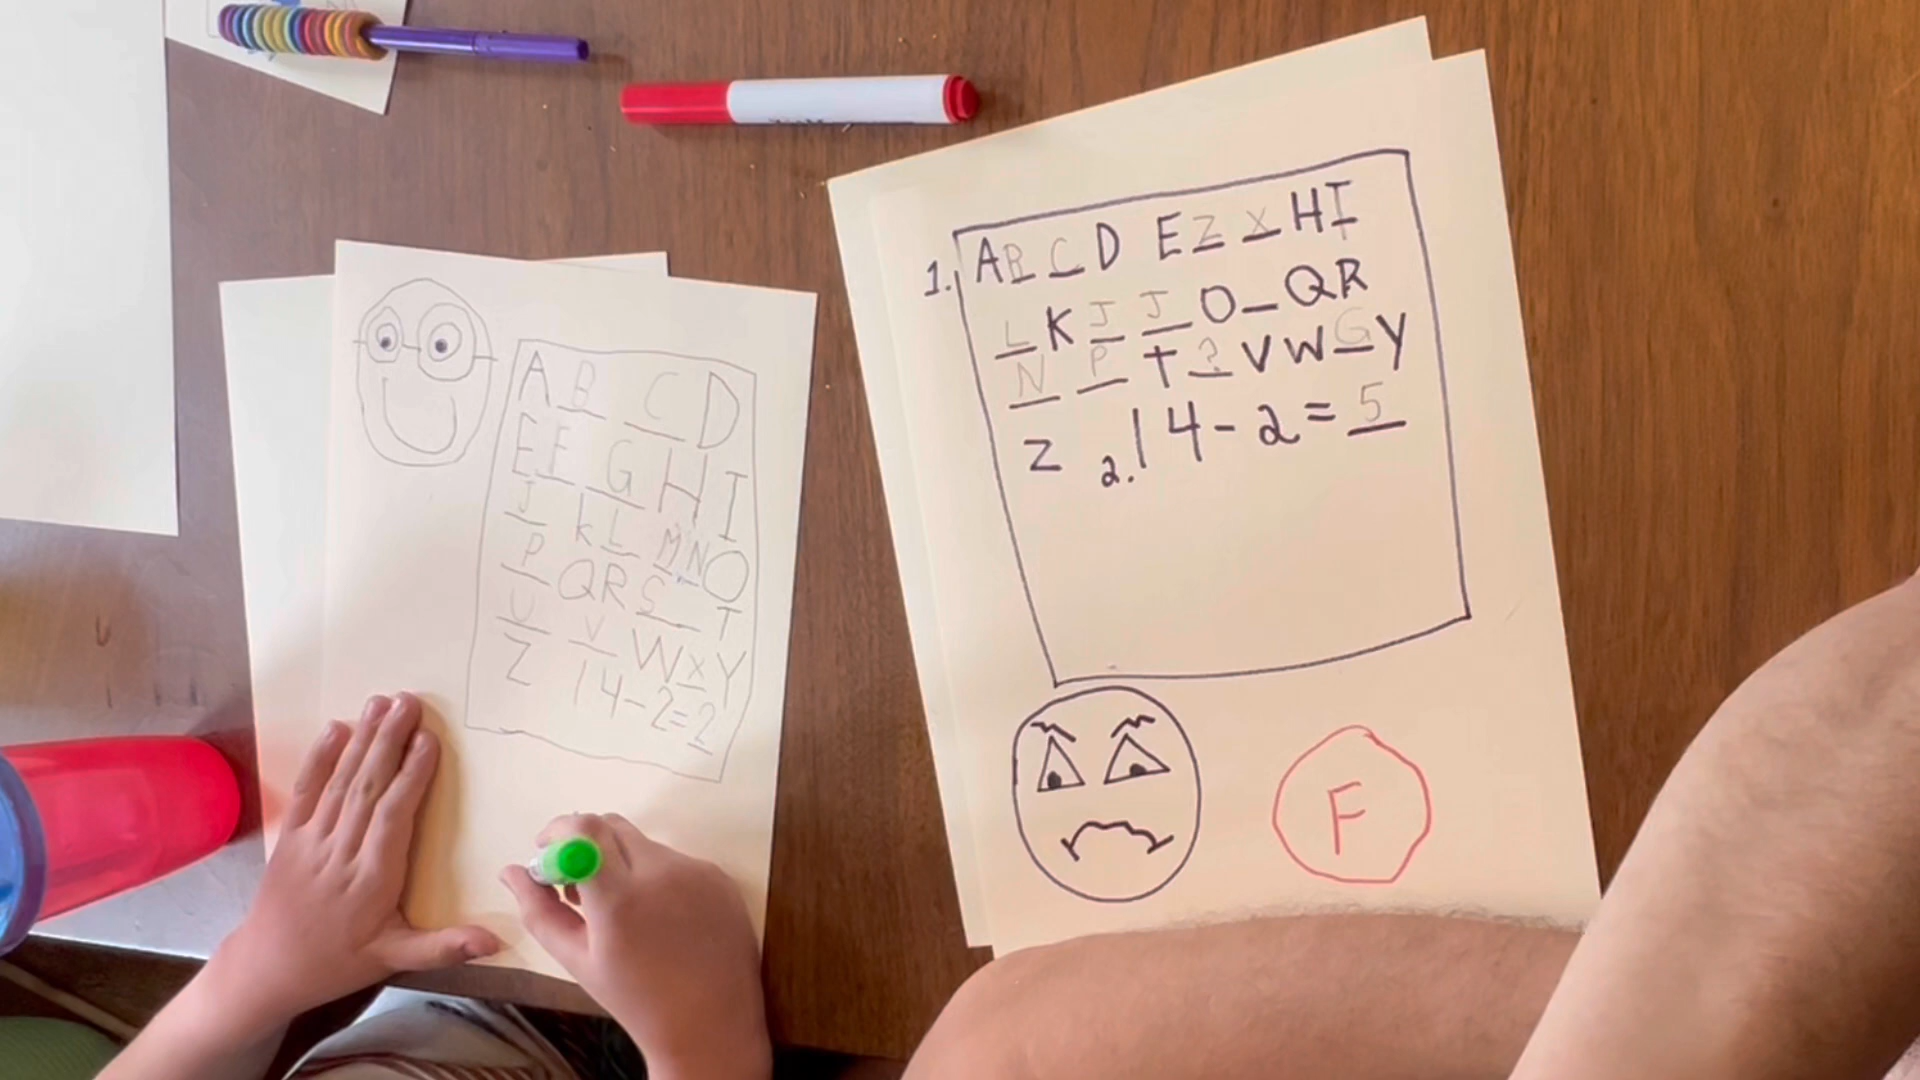 A B C D
E F G H I
J K L M N O
P Q R S T
U V W X Y
Z 14-2=2
1. A B C D E Z X H I
L K J J O _ Q R
N P T ? V W G Y
Z 2. 14-2=5
F